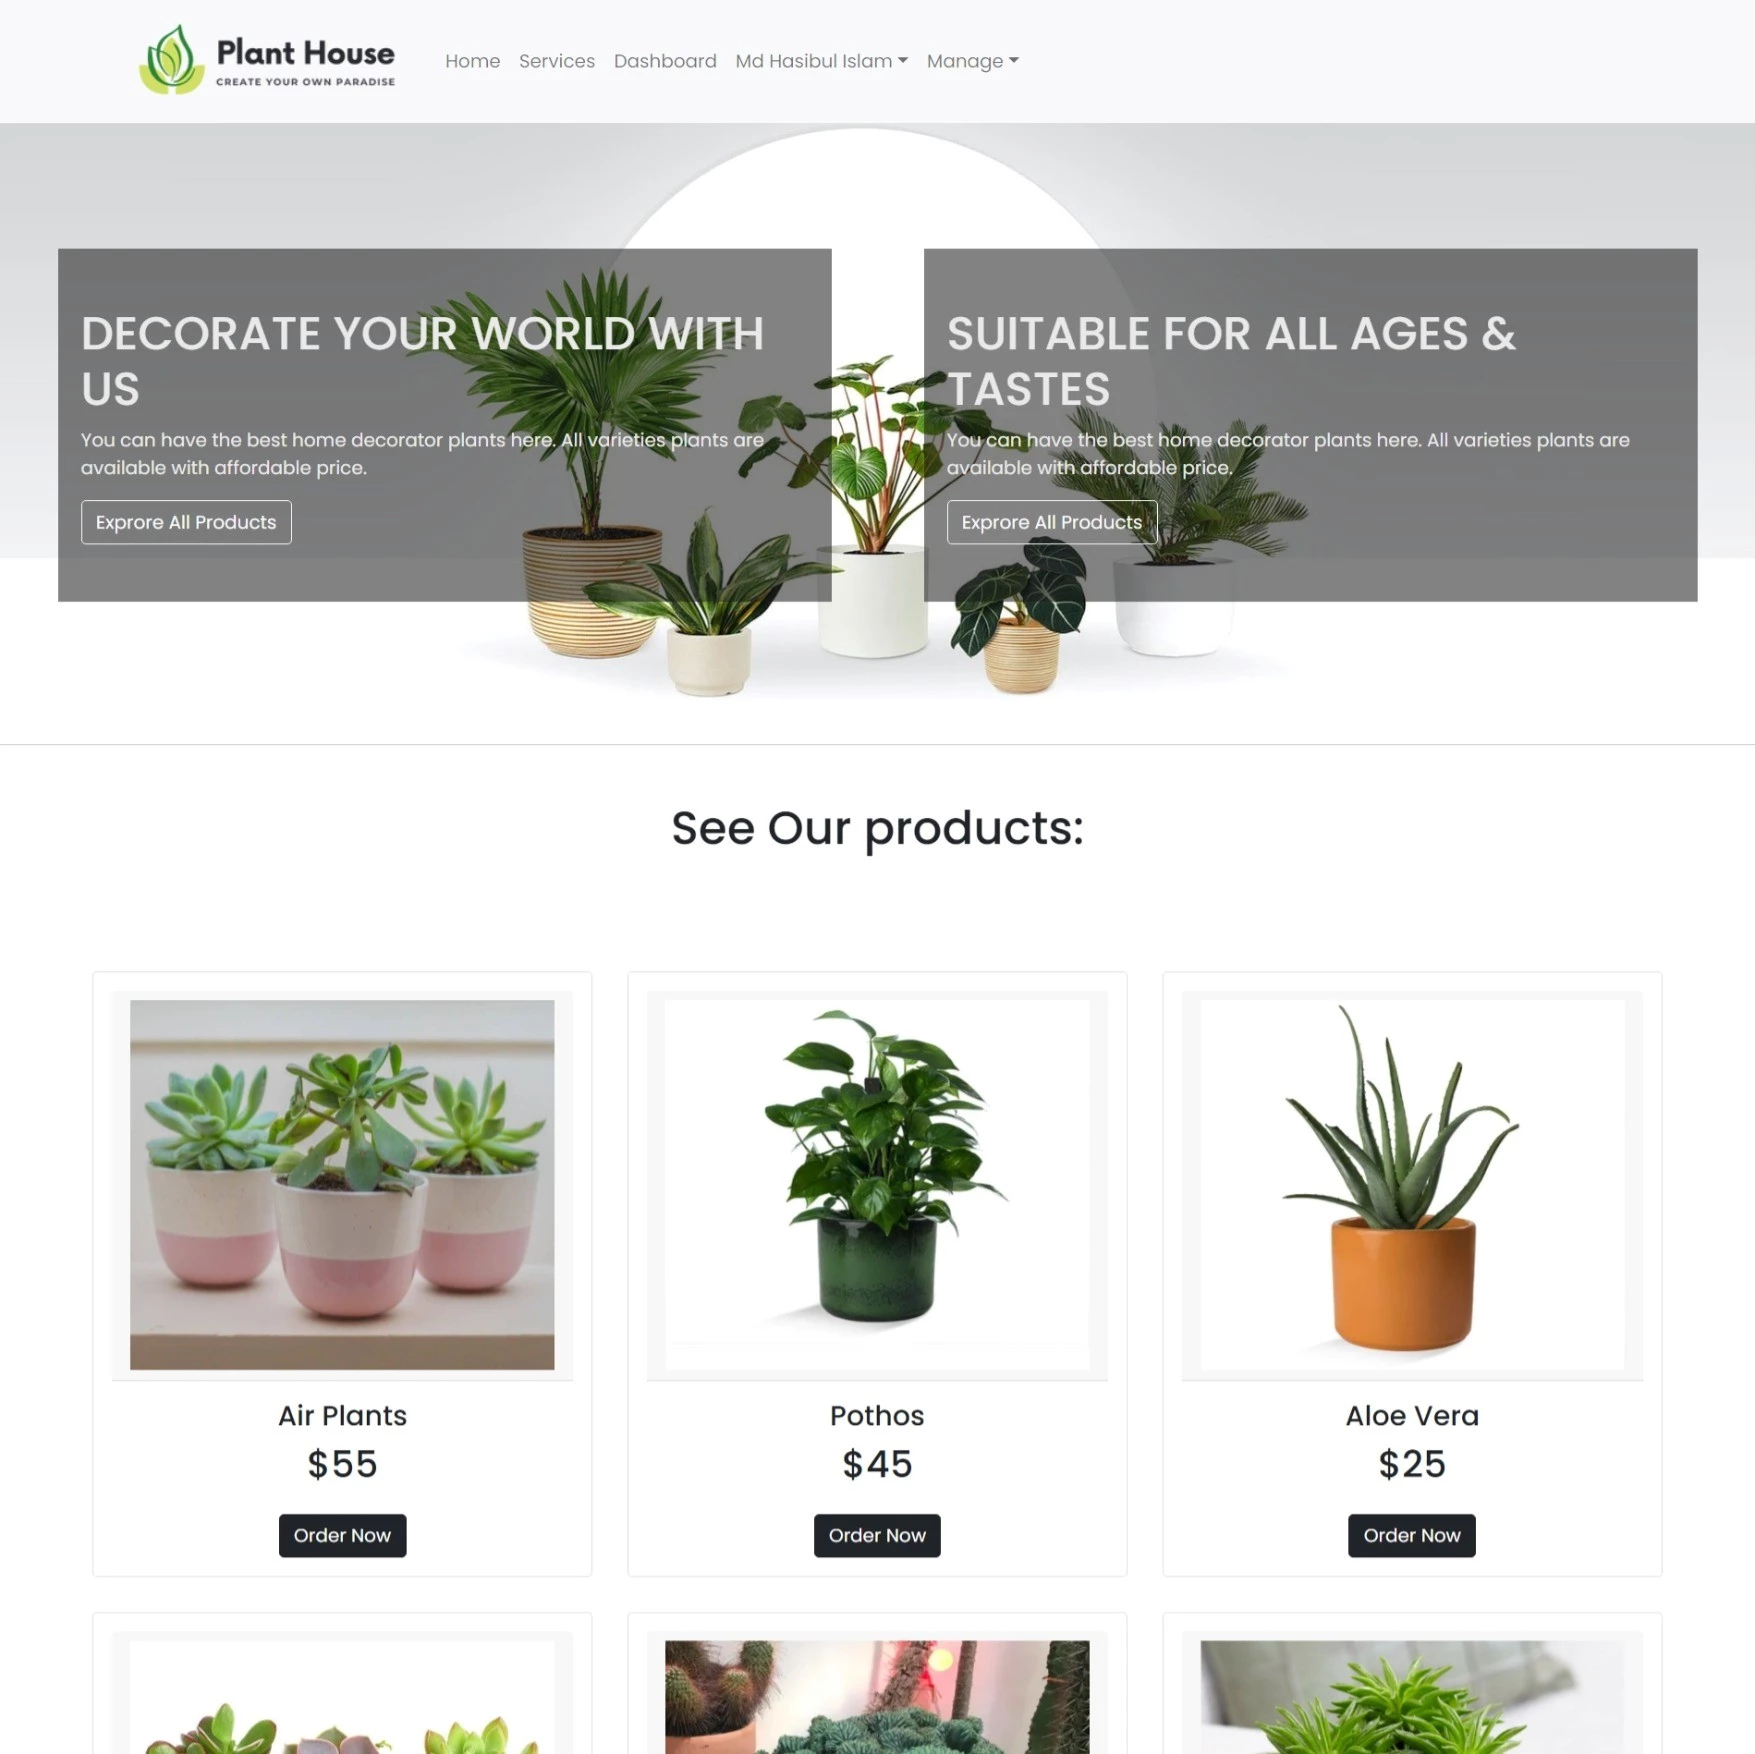 Plant House
CREATE YOUR OWN PARADISE
Home Services Dashboard Md Hasibul Islam Manage
DECORATE YOUR WORLD WITH
US
You can have the best home decorator plants here. All varieties plants are
available with affordable price.
Exprore All Products
SUITABLE FOR ALL AGES &
TASTES
You can have the best home decorator plants here. All varieties plants are
available with affordable price.
Exprore All Products
See Our products:
Air Plants
$55
Order Now
Pothos
$45
Order Now
Aloe Vera
$25
Order Now